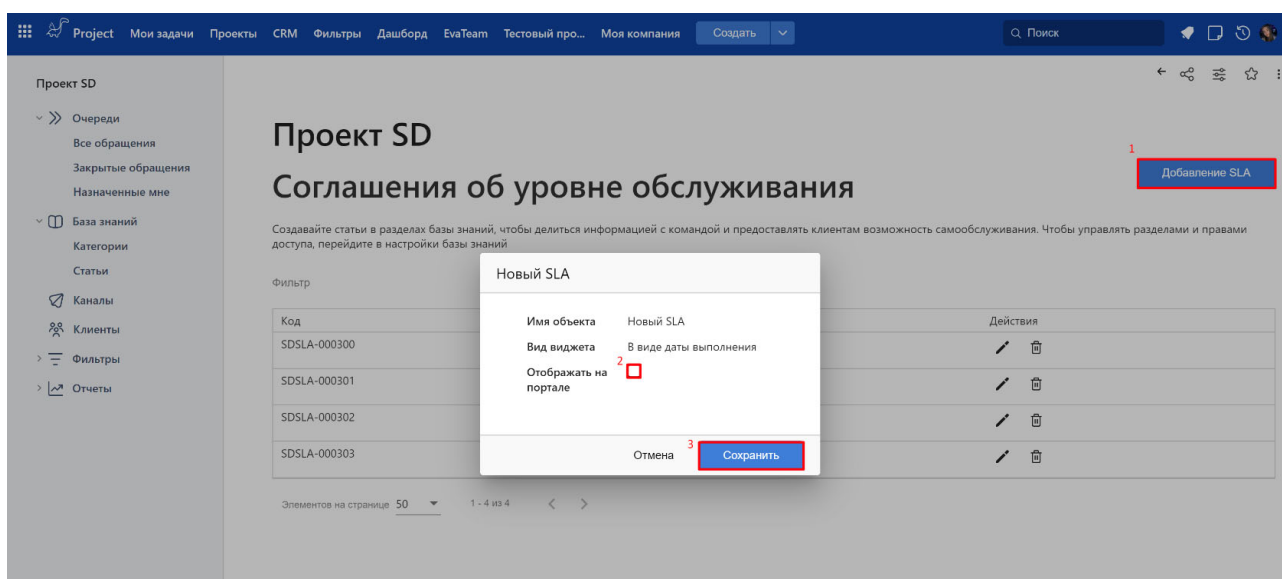 Project Мои задачи Проекты CRM Фильтры Дашборд EvaTeam Тестовый про... Моя компания Создать Поиск
Проект SD
Очереди
Все обращения
Закрытые обращения
Назначенные мне
База знаний
Категории
Статьи
Каналы
Клиенты
Фильтры
Отчеты
Проект SD
1
Добавление SLA
Соглашения об уровне обслуживания
Создавайте статьи в разделах базы знаний, чтобы делиться информацией с командой и предоставлять клиентам возможность самообслуживания. Чтобы управлять разделами и правами
доступа, перейдите в настройки базы знаний
Фильтр
Код Действия
SDSLA-000300
SDSLA-000301
SDSLA-000302
SDSLA-000303
Элементов на странице 50 1 - 4 из 4
Новый SLA
Имя объекта Новый SLA
Вид виджета В виде даты выполнения
2
Отображать на
портале
Отмена 3 Сохранить